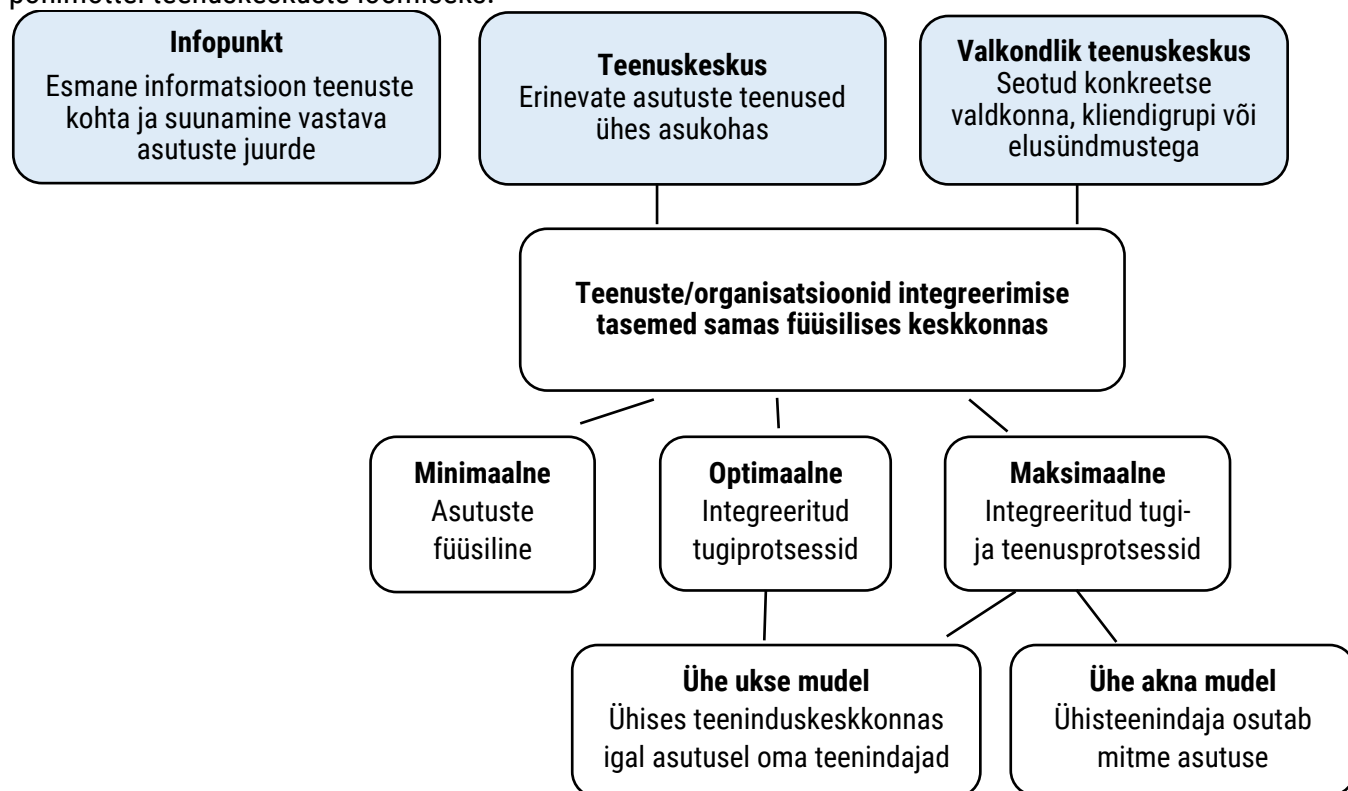 põhimõttel teenuskeskuste loomiseks.
Infopunkt
Esmane informatsioon teenuste
kohta ja suunamine vastava
asutuste juurde
Teenuskeskus
Erinevate asutuste teenused
ühes asukohas
Valkondlik teenuskeskus
Seotud konkreetse
valdkonna, kliendigrupi või
elusündmustega
Teenuste/organisatsioonid integreerimise
tasemed samas füüsilises keskkonnas
Minimaalne
Asutuste
füüsiline
Optimaalne
Integreeritud
tugiprotsessid
Maksimaalne
Integreeritud tugi-
ja teenusprotsessid
Ühe ukse mudel
Ühises teeninduskeskkonnas
igal asutusel oma teenindajad
Ühe akna mudel
Ühisteenindaja osutab
mitme asutuse